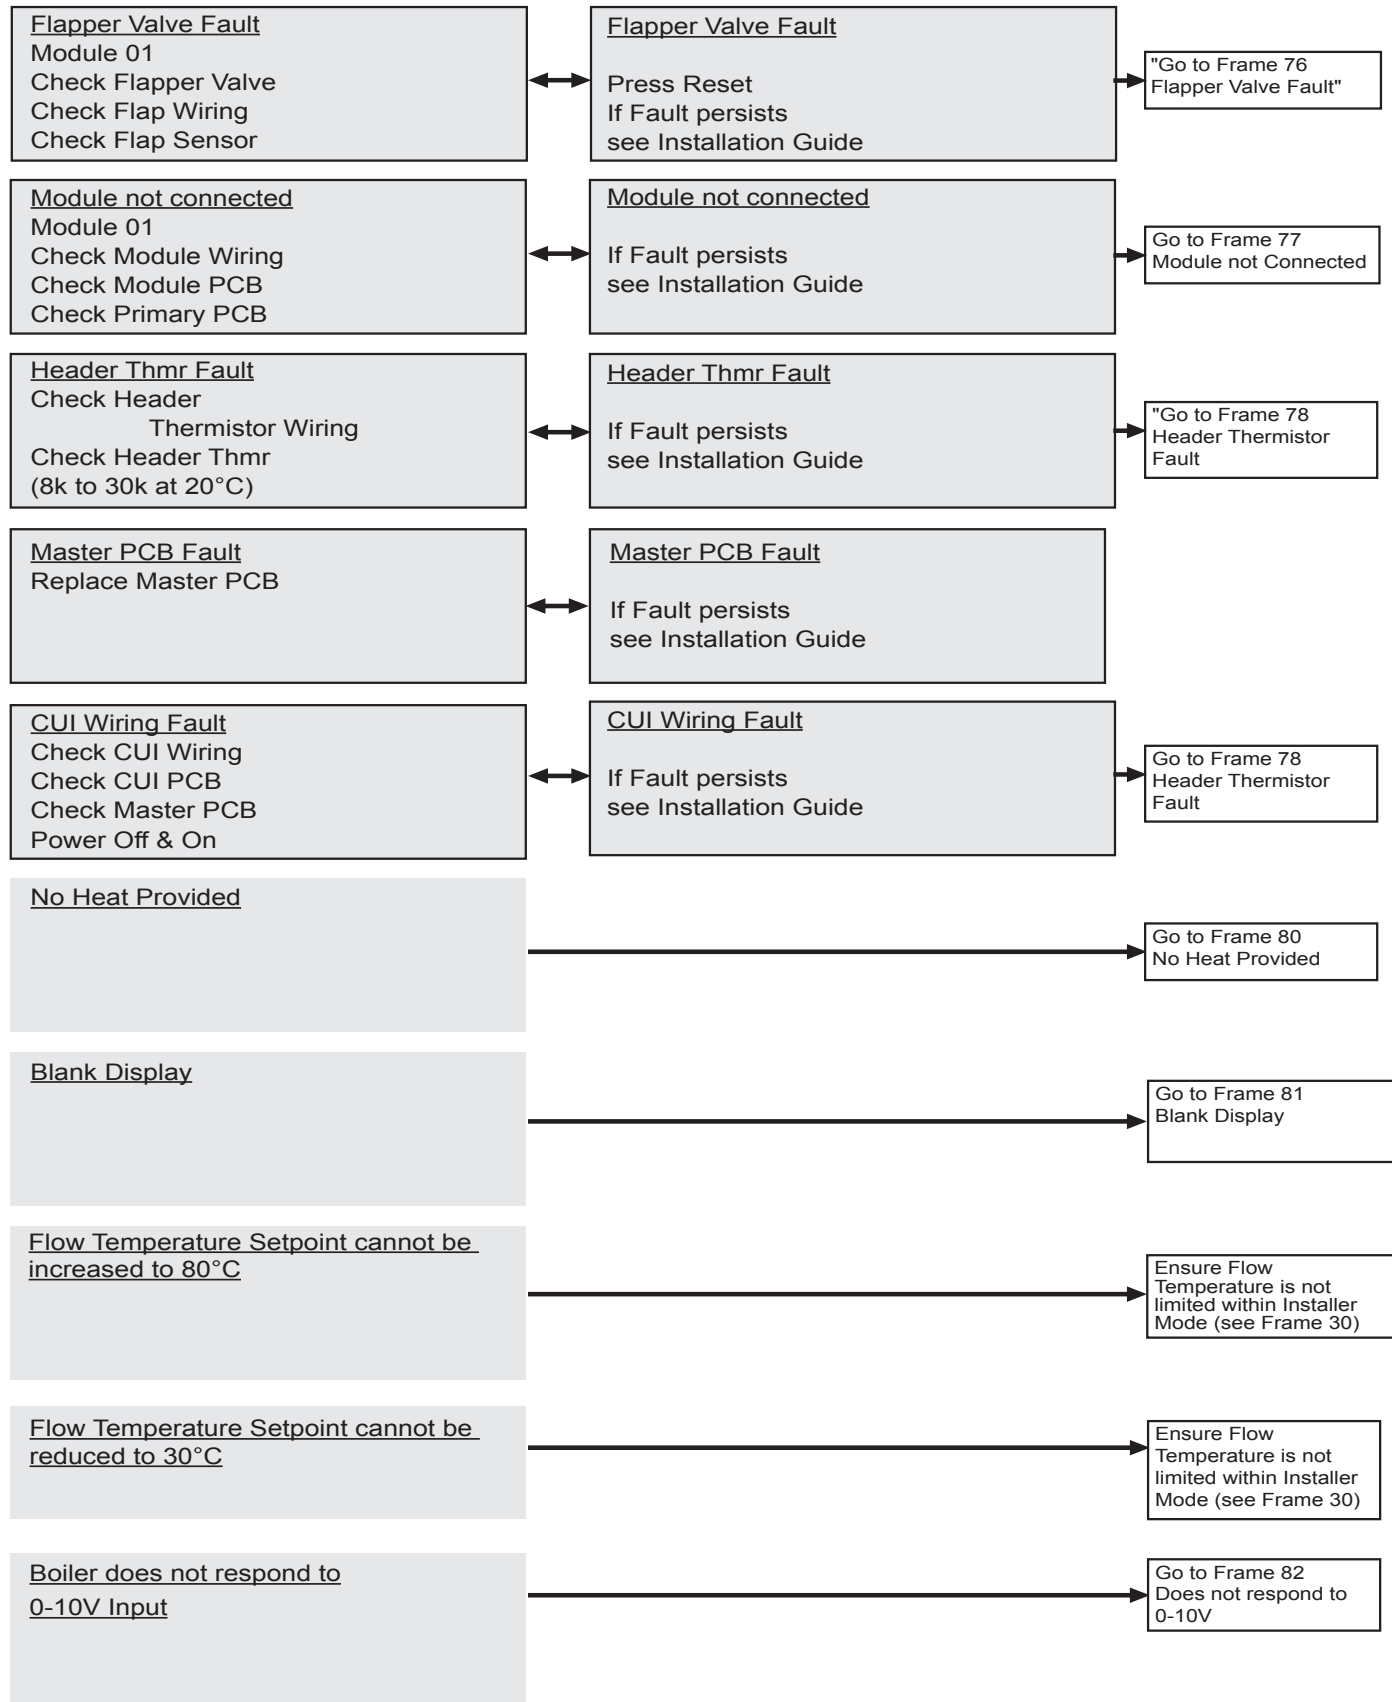 Flapper Valve Fault
Module 01
Check Flapper Valve
Check Flap Wiring
Check Flap Sensor
Flapper Valve Fault
Press Reset
If Fault persists
see Installation Guide
"Go to Frame 76
Flapper Valve Fault"
Module not connected
Module 01
Check Module Wiring
Check Module PCB
Check Primary PCB
Module not connected
If Fault persists
see Installation Guide
Go to Frame 77
Module not Connected
Header Thmr Fault
Check Header
Thermistor Wiring
Check Header Thmr
(8k to 30k at 20°C)
Header Thmr Fault
If Fault persists
see Installation Guide
"Go to Frame 78
Header Thermistor
Fault
Master PCB Fault
Replace Master PCB
Master PCB Fault
If Fault persists
see Installation Guide
CUI Wiring Fault
Check CUI Wiring
Check CUI PCB
Check Master PCB
Power Off & On
CUI Wiring Fault
If Fault persists
see Installation Guide
Go to Frame 78
Header Thermistor
Fault
No Heat Provided
Go to Frame 80
No Heat Provided
Blank Display
Go to Frame 81
Blank Display
Flow Temperature Setpoint cannot be
increased to 80°C
Ensure Flow
Temperature is not
limited within Installer
Mode (see Frame 30)
Flow Temperature Setpoint cannot be
reduced to 30°C
Ensure Flow
Temperature is not
limited within Installer
Mode (see Frame 30)
Boiler does not respond to
0-10V Input
Go to Frame 82
Does not respond to
0-10V